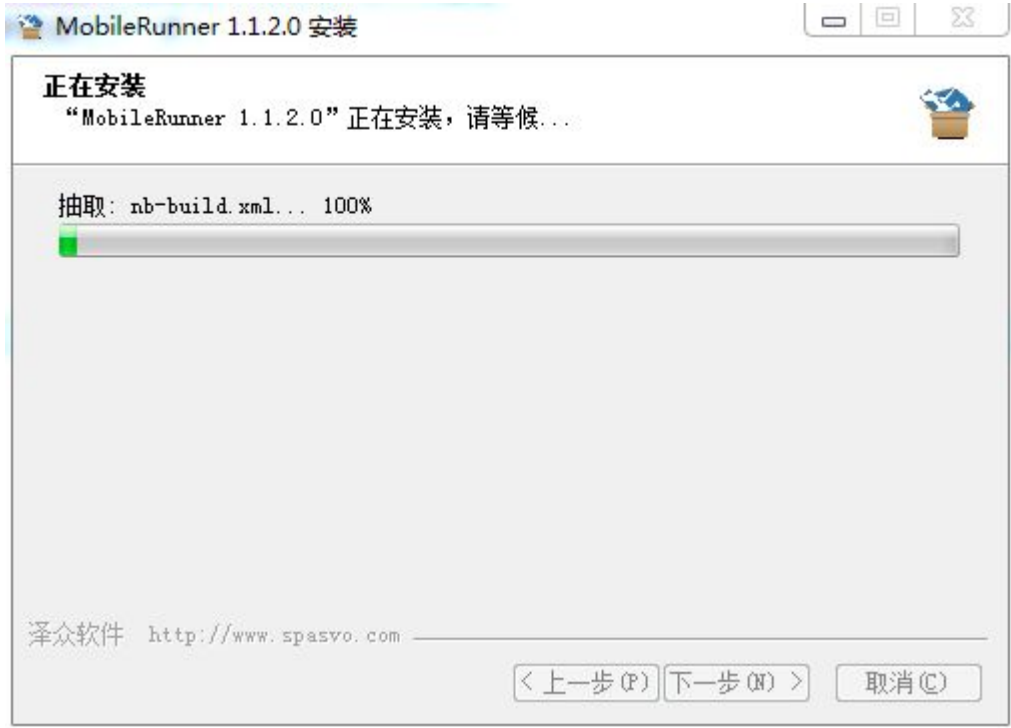 MobileRunner 1.1.2.0 安装
正在安装
“MobileRunner 1.1.2.0”正在安装，请等候...
抽取: nb-build.xml... 100%
泽众软件 http://www.spasvo.com
< 上一步(P) 下一步(N) > 取消(C)